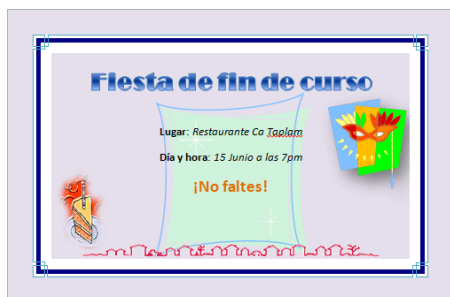 Fiesta de fin de curso
Lugar: Restaurante Ca Taplam
Día y hora: 15 Junio a las 7pm
¡No faltes!